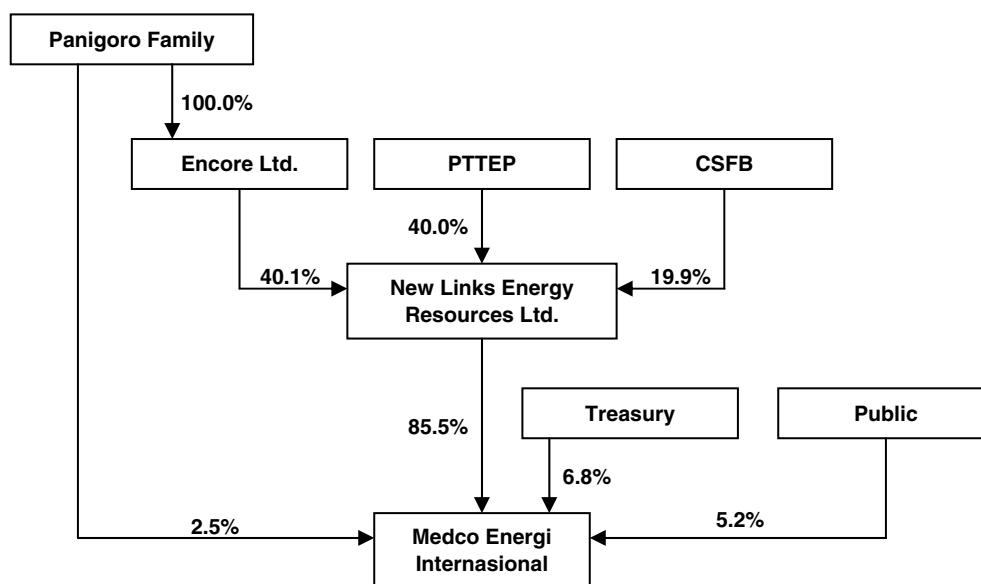 Panigoro Family
100.0%
Encore Ltd.
PTTEP
CSFB
40.0%
40.1%
19.9%
New Links Energy
Resources Ltd.
85.5%
Treasury
Public
6.8%
2.5%
5.2%
Medco Energi
Internasional